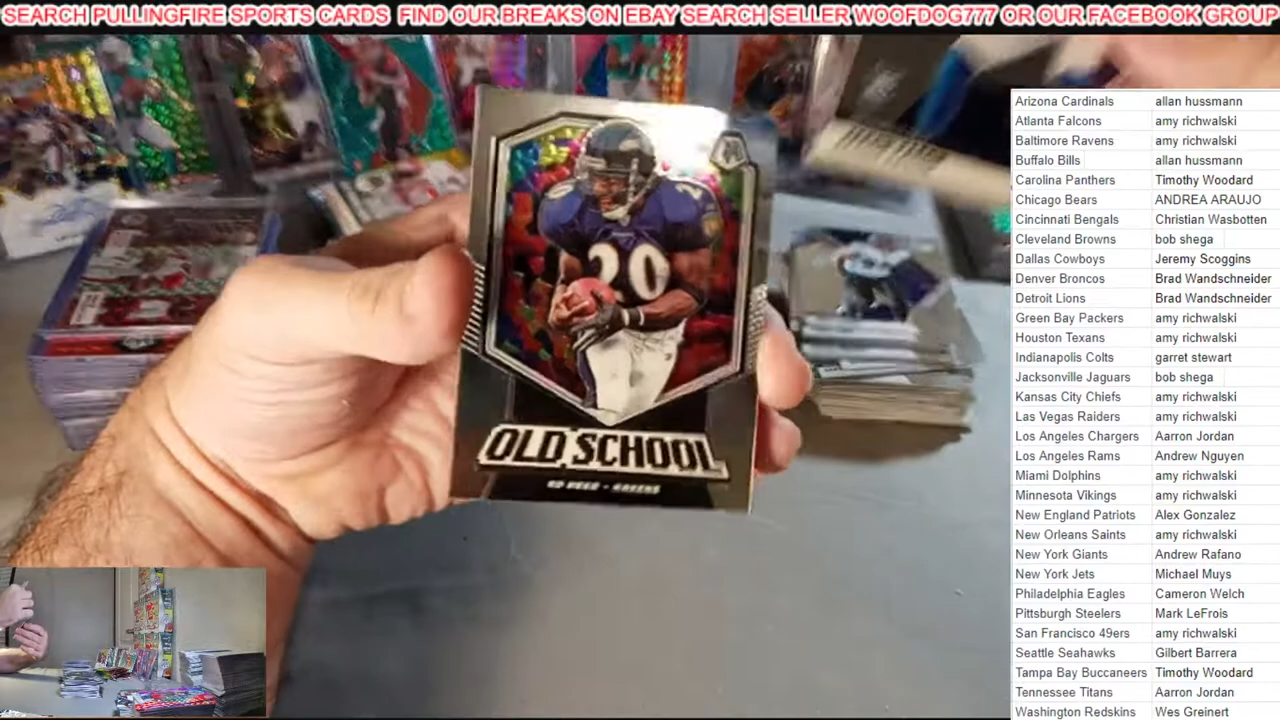 SEARCH PULLINGFIRE SPORTS CARDS FIND OUR BREAKS ON EBAY SEARCH SELLER WOOFDOG777 OR OUR FACEBOOK GROUP
20
20
OLD SCHOOL
ED REED - RAVENS
Arizona Cardinals allan hussmann
Atlanta Falcons amy richwalski
Baltimore Ravens amy richwalski
Buffalo Bills allan hussmann
Carolina Panthers Timothy Woodard
Chicago Bears ANDREA ARAUJO
Cincinnati Bengals Christian Wasbotten
Cleveland Browns bob shega
Dallas Cowboys Jeremy Scoggins
Denver Broncos Brad Wandschneider
Detroit Lions Brad Wandschneider
Green Bay Packers amy richwalski
Houston Texans amy richwalski
Indianapolis Colts garret stewart
Jacksonville Jaguars bob shega
Kansas City Chiefs amy richwalski
Las Vegas Raiders amy richwalski
Los Angeles Chargers Aarron Jordan
Los Angeles Rams Andrew Nguyen
Miami Dolphins amy richwalski
Minnesota Vikings amy richwalski
New England Patriots Alex Gonzalez
New Orleans Saints amy richwalski
New York Giants Andrew Rafano
New York Jets Michael Muys
Philadelphia Eagles Cameron Welch
Pittsburgh Steelers Mark LeFrois
San Francisco 49ers amy richwalski
Seattle Seahawks Gilbert Barrera
Tampa Bay Buccaneers Timothy Woodard
Tennessee Titans Aarron Jordan
Washington Redskins Wes Greinert